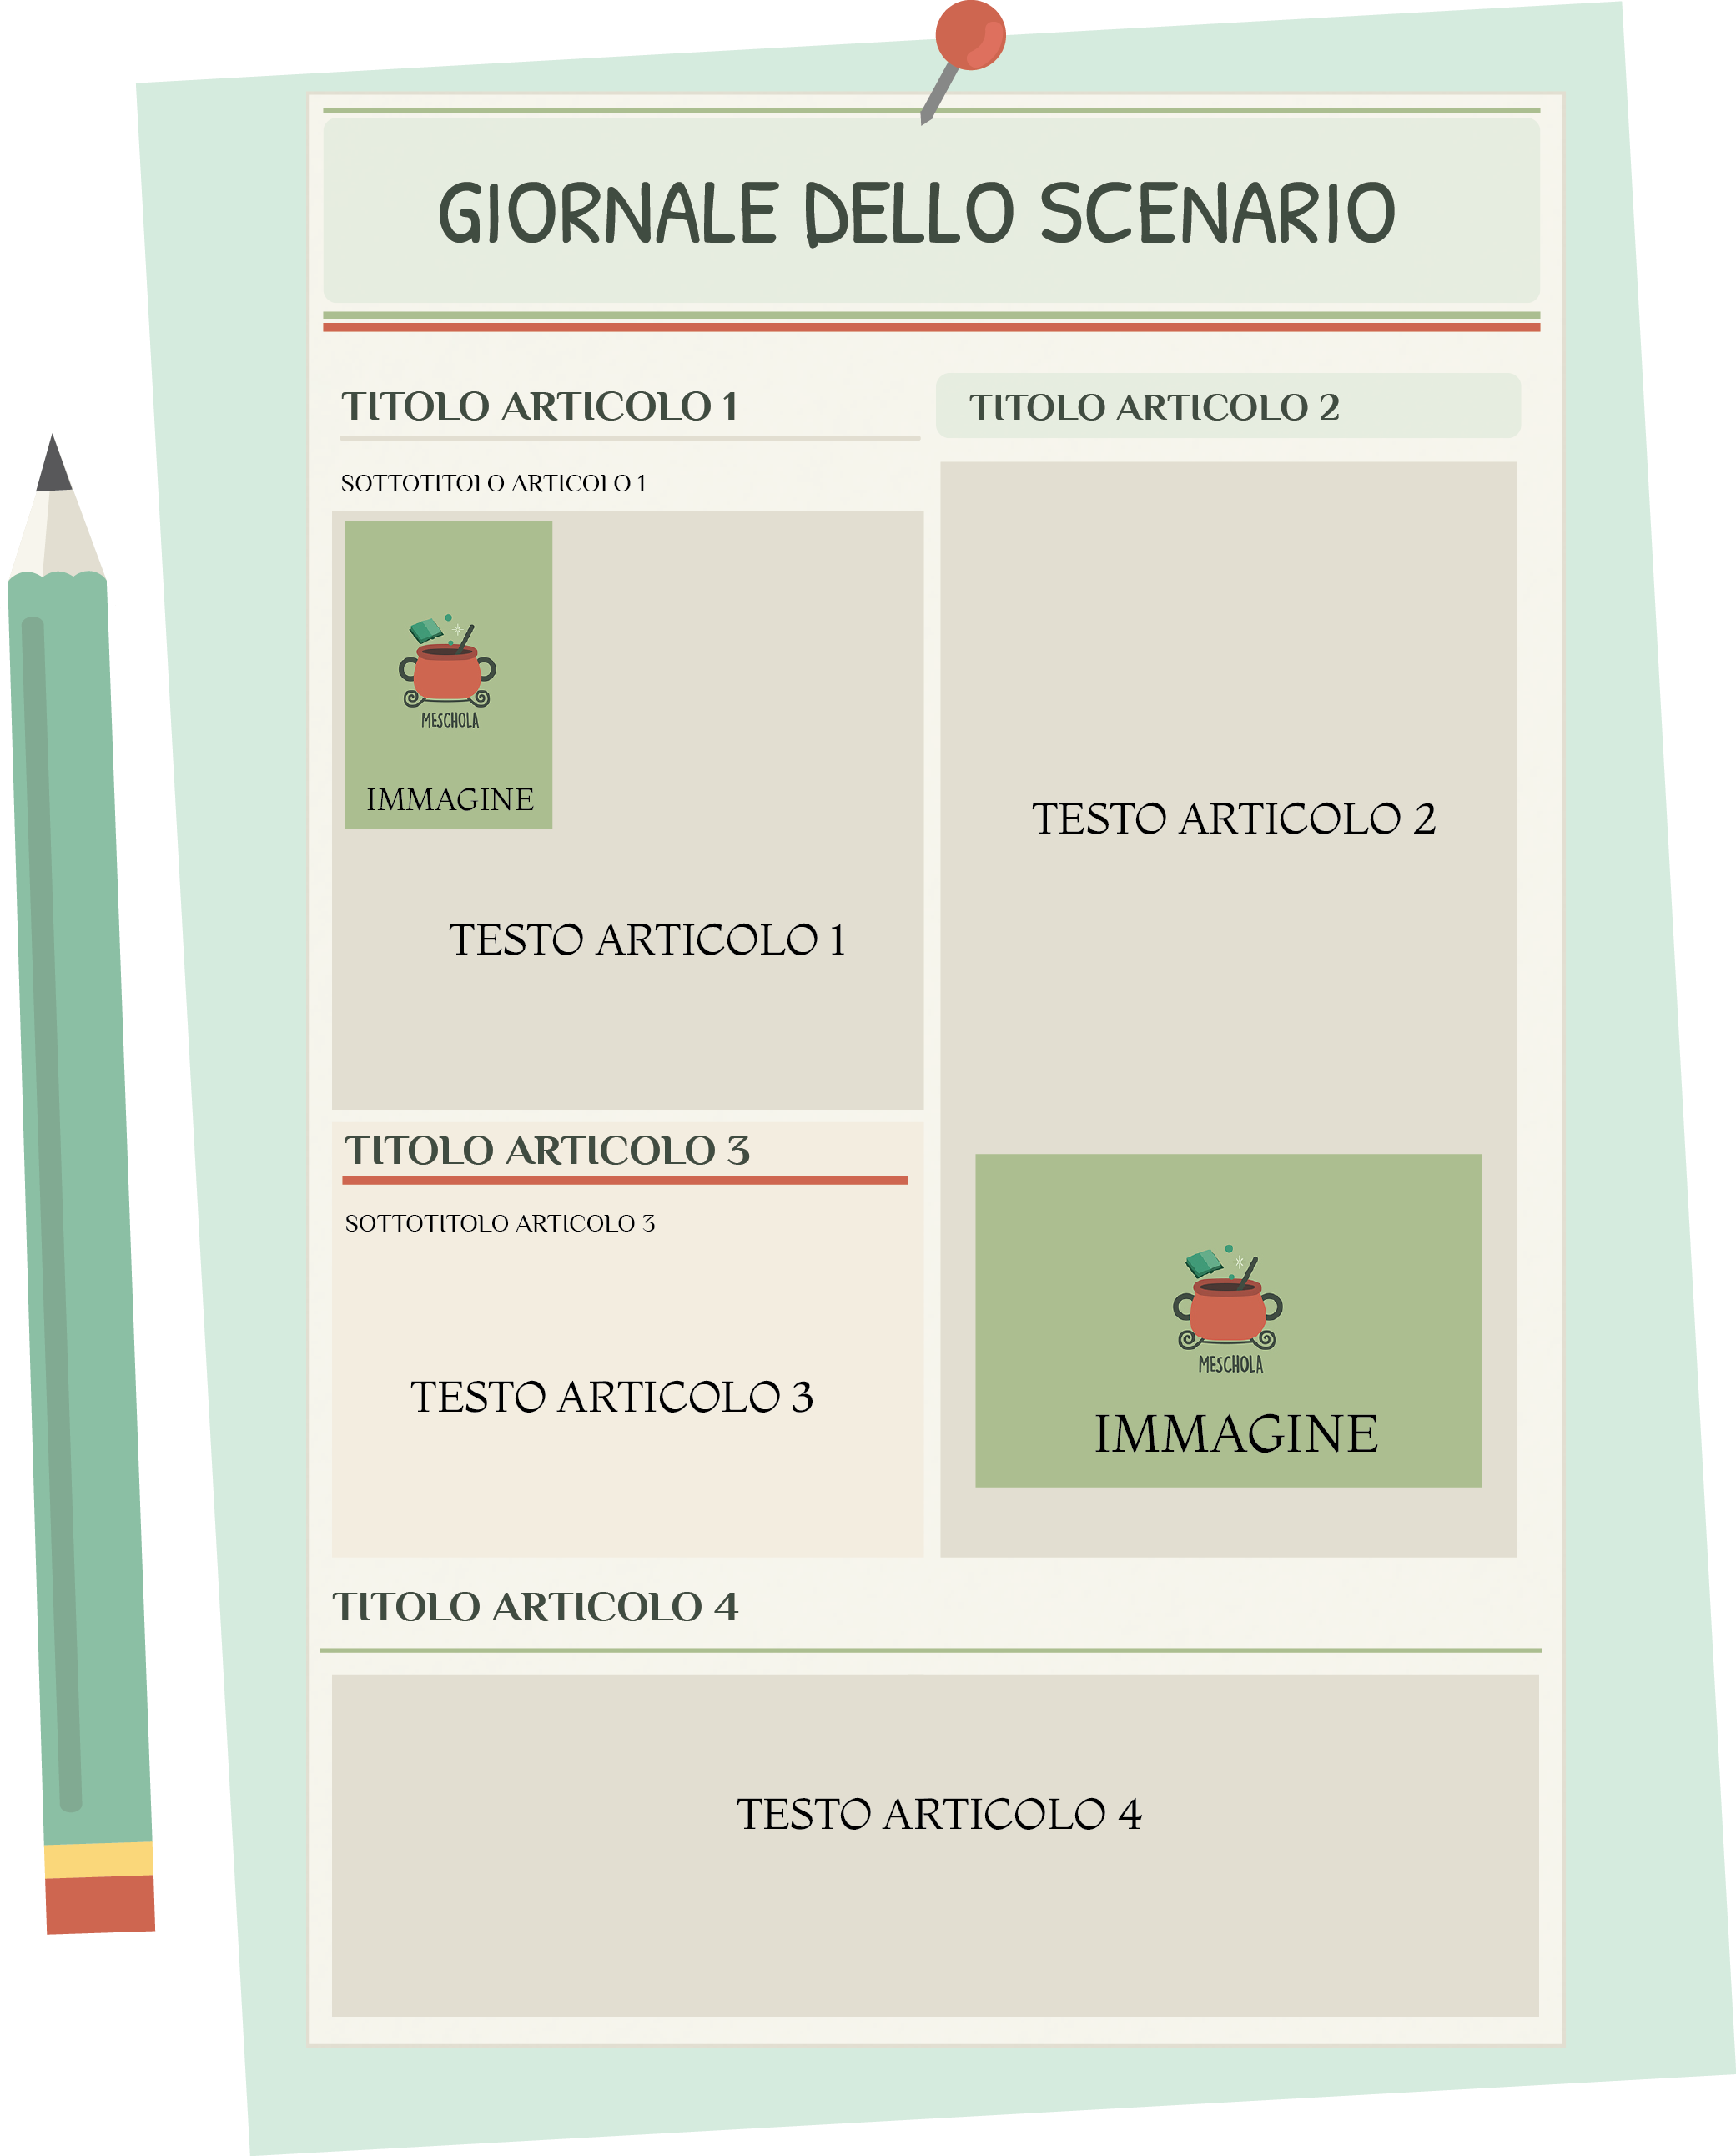 GIORNALE DELLO SCENARIO
TITOLO ARTICOLO 1
SOTTOTITOLO ARTICOLO 1
MESCHOLA
IMMAGINE
TESTO ARTICOLO 1
TITOLO ARTICOLO 2
TESTO ARTICOLO 2
MESCHOLA
IMMAGINE
TITOLO ARTICOLO 3
SOTTOTITOLO ARTICOLO 3
TESTO ARTICOLO 3
TITOLO ARTICOLO 4
TESTO ARTICOLO 4